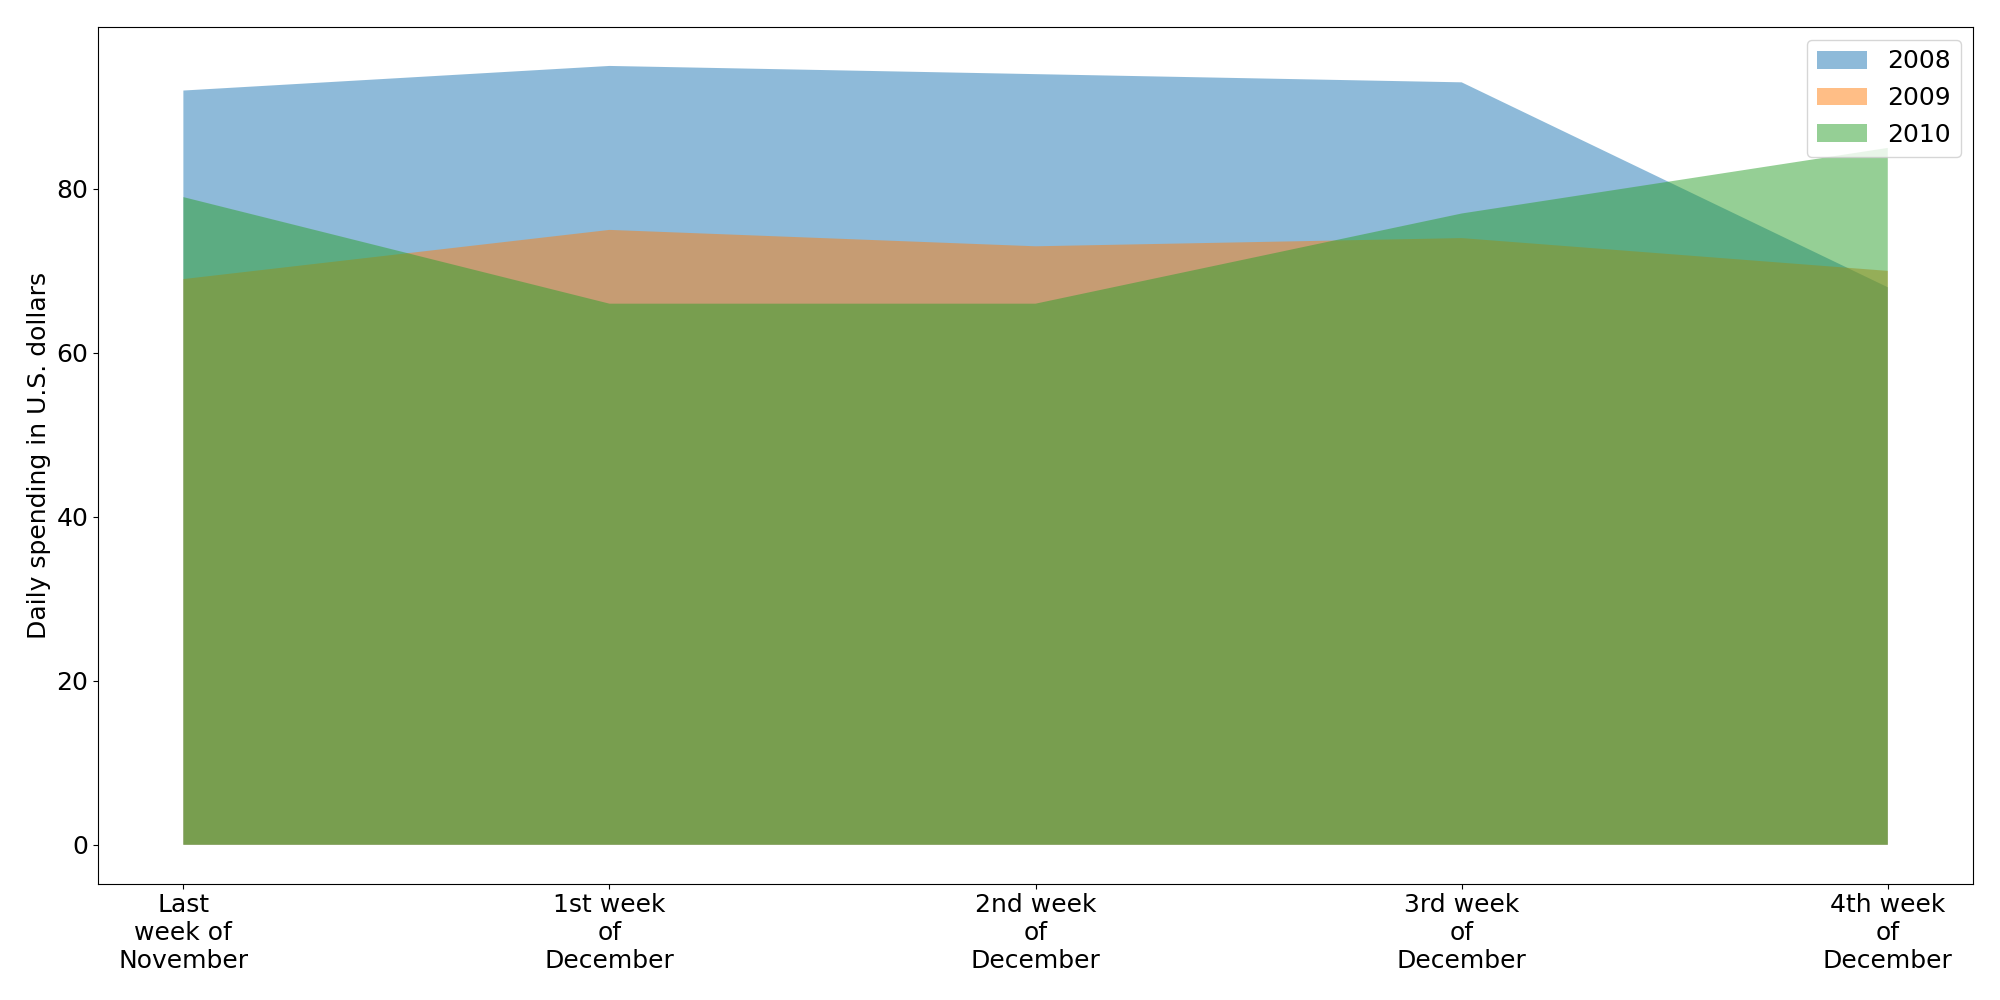 2008
2009
2010
Daily spending in U.S. dollars
80
60
40
20
0
Last
week of
November
1st week
of
December
2nd week
of
December
3rd week
of
December
4th week
of
December